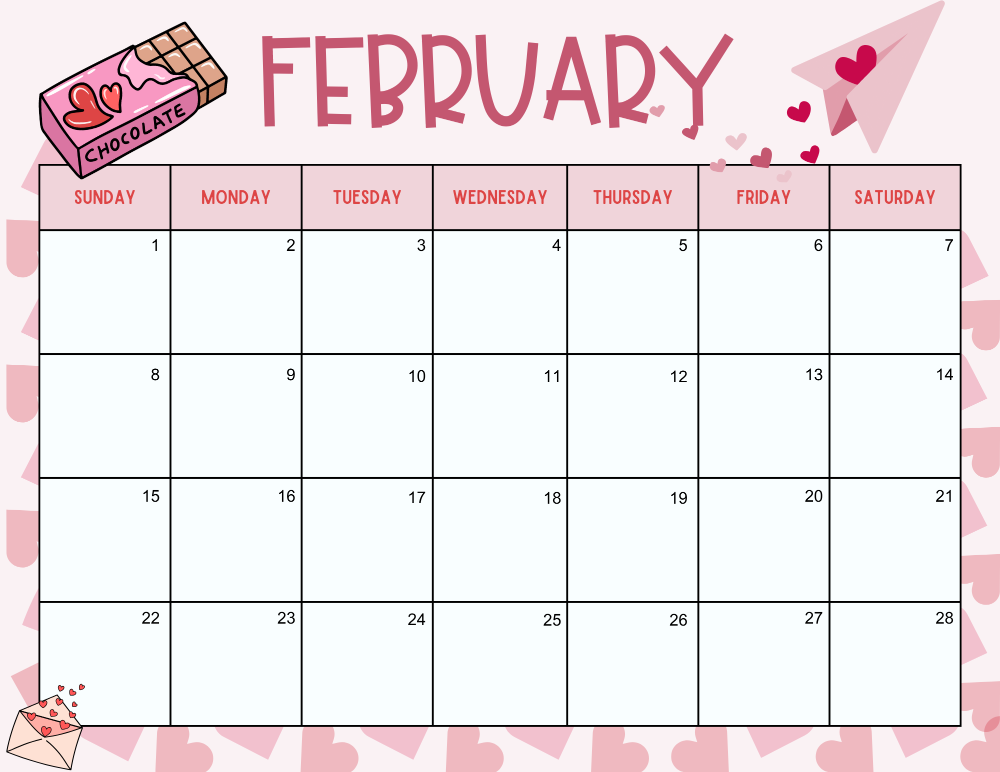 FEBRUARY
CHOCOLATE
SUNDAY MONDAY TUESDAY WEDNESDAY THURSDAY FRIDAY SATURDAY
1 2 3 4 5 6 7
8 9 10 11 12 13 14
15 16 17 18 19 20 21
22 23 24 25 26 27 28